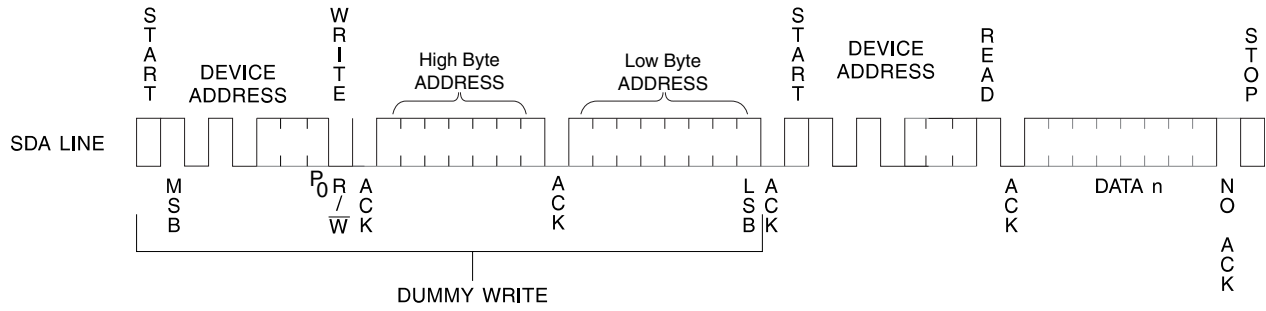 START
WRITE
START
READ
STOP
DEVICE
ADDRESS
High Byte
ADDRESS
Low Byte
ADDRESS
DEVICE
ADDRESS
SDA LINE
MSB
P0
R/W
ACK
ACK
LSB
ACK
ACK
DATA n
NO ACK
DUMMY WRITE